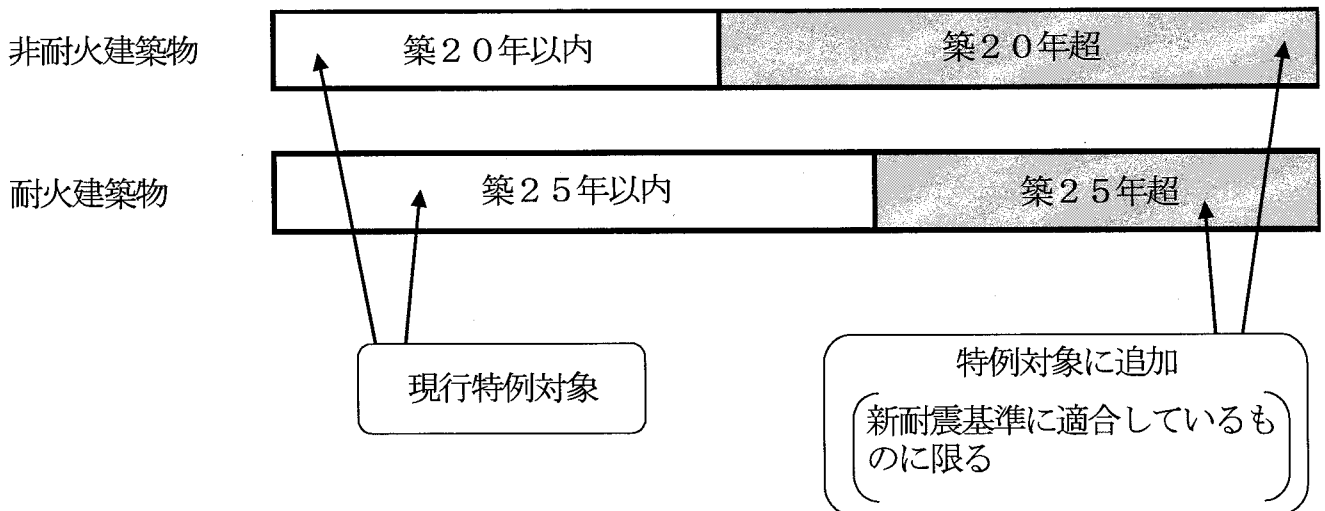 非耐火建築物
築２０年以内
築２０年超
耐火建築物
築２５年以内
築２５年超
現行特例対象
特例対象に追加
新耐震基準に適合しているも
のに限る